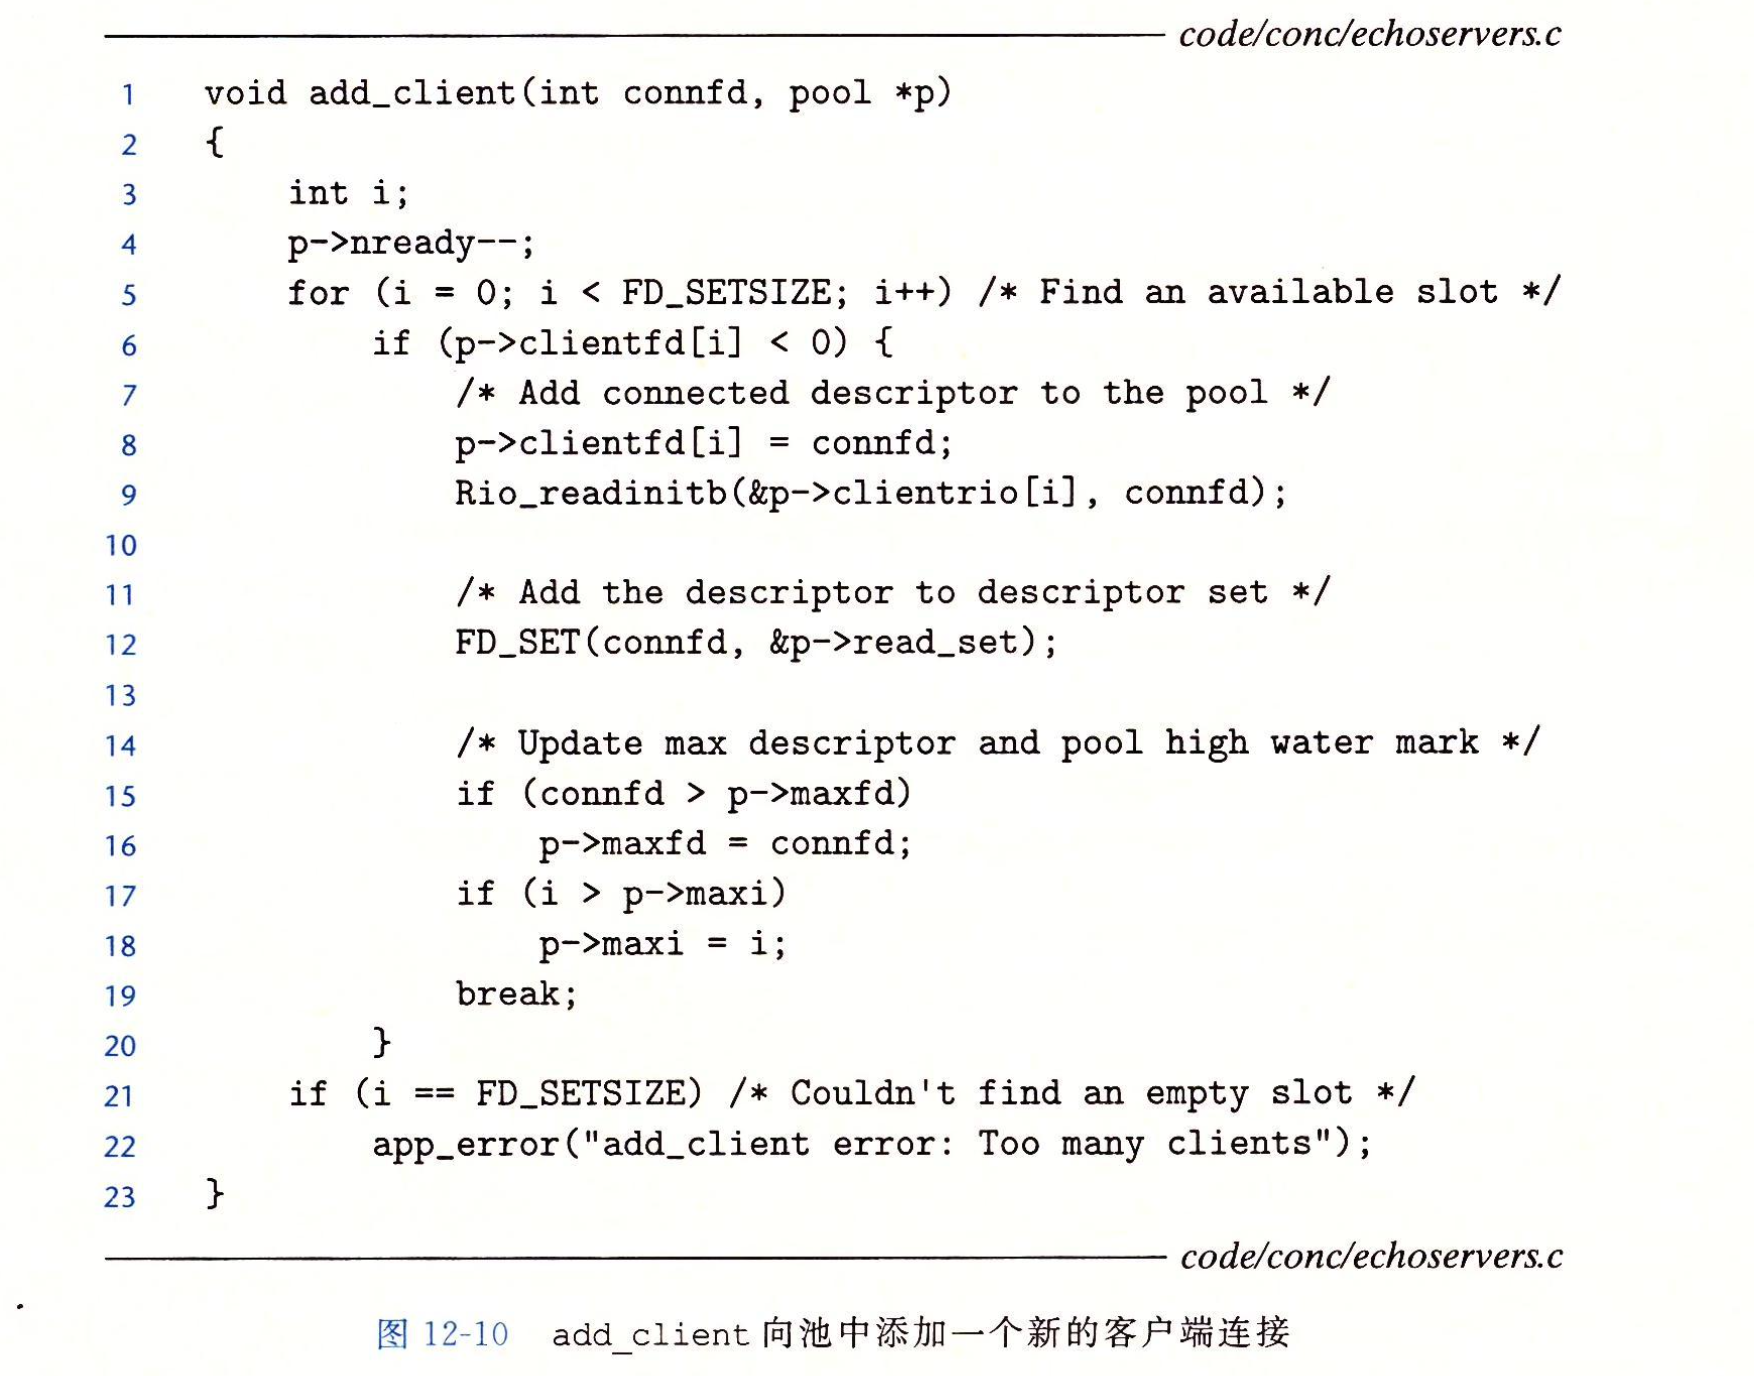 code/conc/echoservers.c
1 void add_client(int connfd, pool *p)
2 {
3 int i;
4 p->nready--;
5 for (i = 0; i < FD_SETSIZE; i++) /* Find an available slot */
6 if (p->clientfd[i] < 0) {
7 /* Add connected descriptor to the pool */
8 p->clientfd[i] = connfd;
9 Rio_readinitb(&p->clientrio[i], connfd);
10
11 /* Add the descriptor to descriptor set */
12 FD_SET(connfd, &p->read_set);
13
14 /* Update max descriptor and pool high water mark */
15 if (connfd > p->maxfd)
16 p->maxfd = connfd;
17 if (i > p->maxi)
18 p->maxi = i;
19 break;
20 }
21 if (i == FD_SETSIZE) /* Couldn't find an empty slot */
22 app_error("add_client error: Too many clients");
23 }
code/conc/echoservers.c
图 12-10 add_client 向池中添加一个新的客户端连接